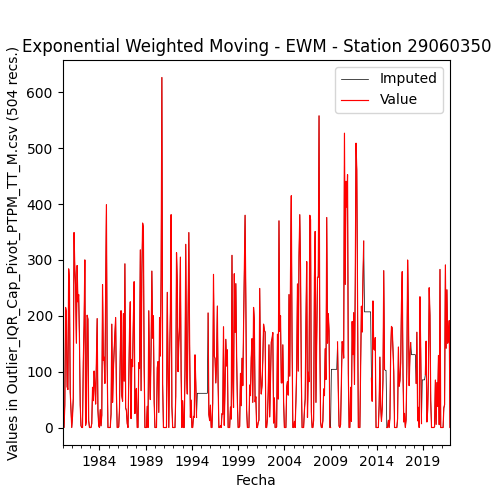 Exponential Weighted Moving - EWM - Station 29060350
Imputed
Value
Values in Outlier_IQR_Cap_Pivot_PTPM_TT_M.csv (504 recs.)
600
500
400
300
200
100
0
1984 1989 1994 1999 2004 2009 2014 2019
Fecha